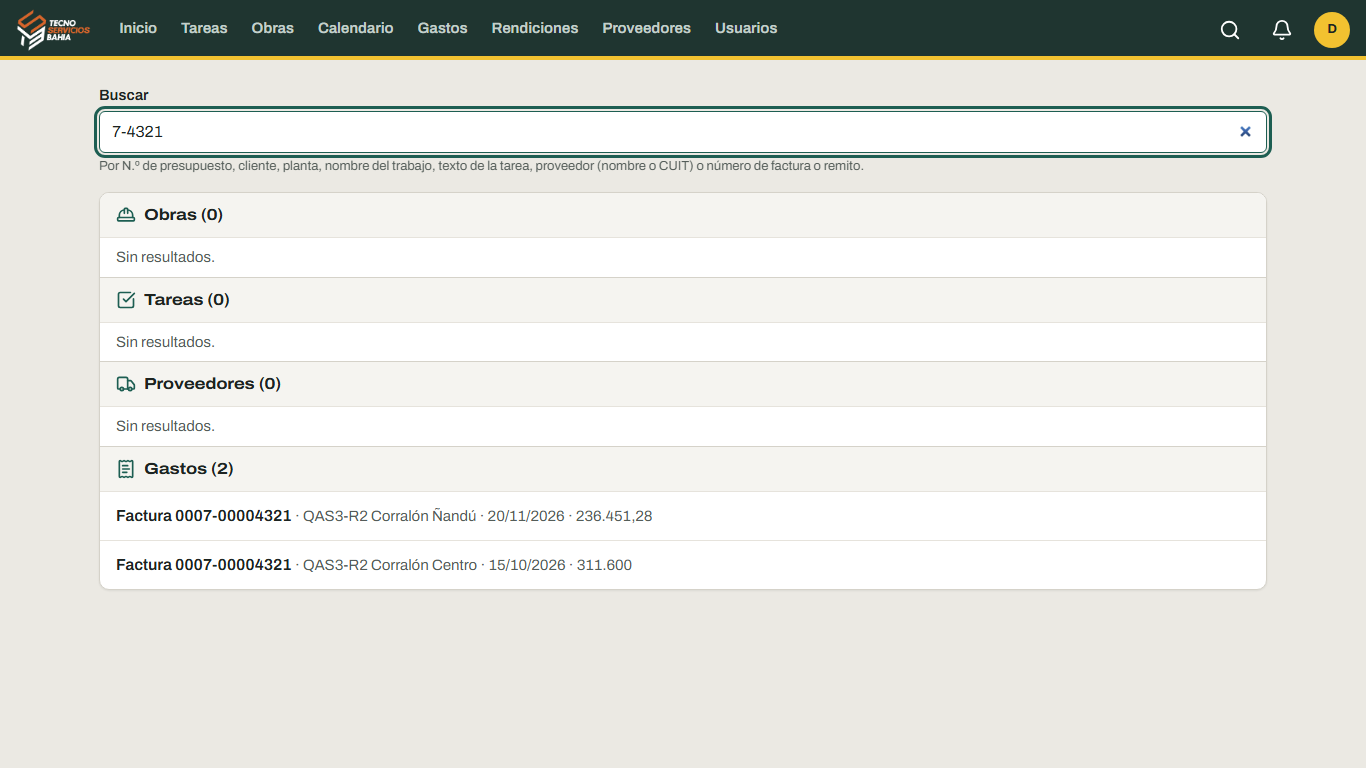 TECNO
SERVICIOS
BAHIA
Inicio Tareas Obras Calendario Gastos Rendiciones Proveedores Usuarios
D
Buscar
7-4321
Por N.º de presupuesto, cliente, planta, nombre del trabajo, texto de la tarea, proveedor (nombre o CUIT) o número de factura o remito.
Obras (0)
Sin resultados.
Tareas (0)
Sin resultados.
Proveedores (0)
Sin resultados.
Gastos (2)
Factura 0007-00004321 · QAS3-R2 Corralón Ñandú · 20/11/2026 · 236.451,28
Factura 0007-00004321 · QAS3-R2 Corralón Centro · 15/10/2026 · 311.600